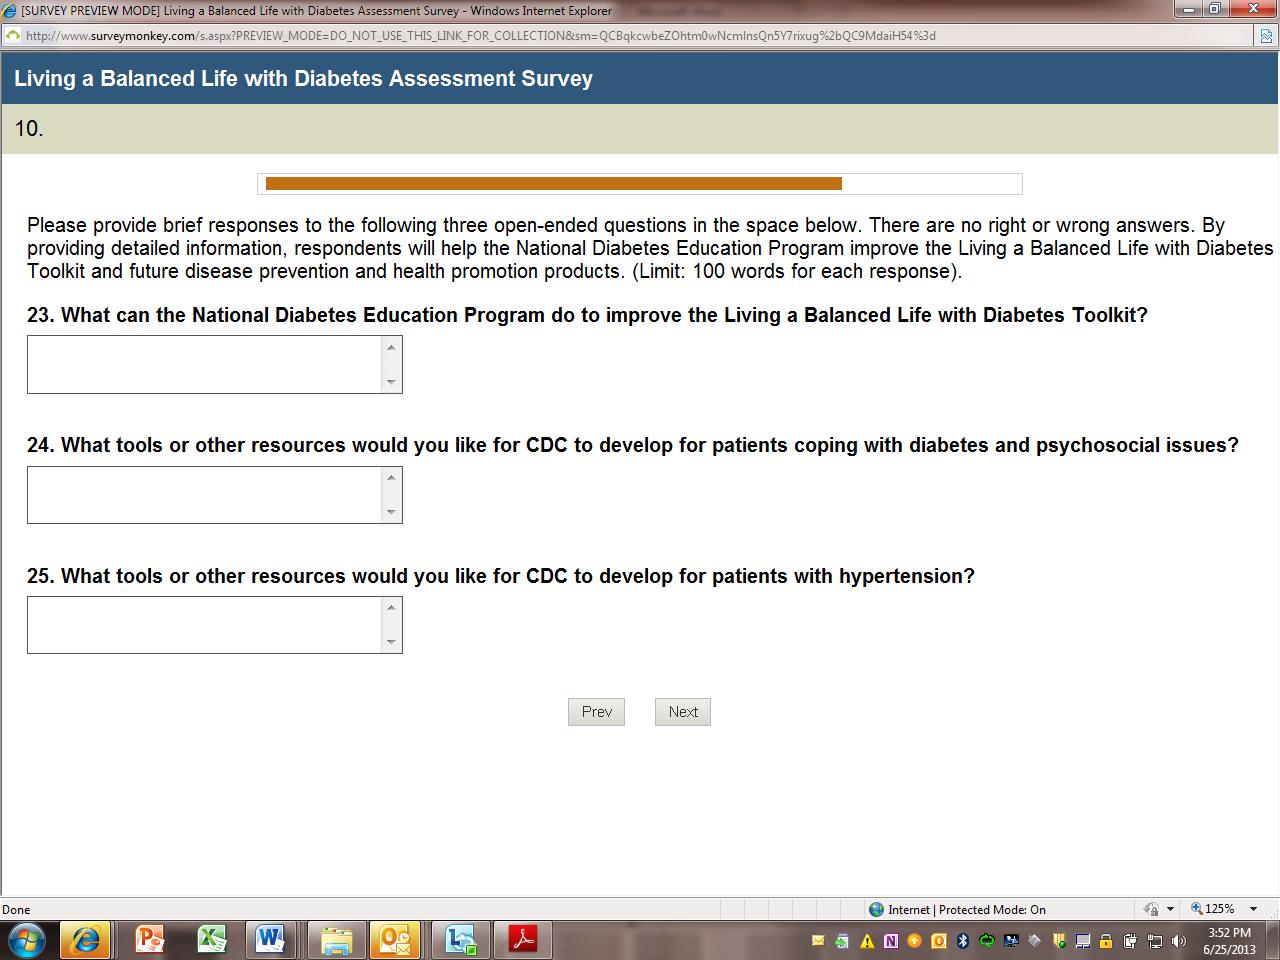 [SURVEY PREVIEW MODE] Living a Balanced Life with Diabetes Assessment Survey - Windows Internet Explorer
http://www.surveymonkey.com/s.aspx?PREVIEW_MODE=DO_NOT_USE_THIS_LINK_FOR_COLLECTION&sm=QCBqkcwbeZOhtm0wNcmInsQn5Y7rixug%2bQC9MdaiH54%3d
Living a Balanced Life with Diabetes Assessment Survey
10.
Please provide brief responses to the following three open-ended questions in the space below. There are no right or wrong answers. By
providing detailed information, respondents will help the National Diabetes Education Program improve the Living a Balanced Life with Diabetes
Toolkit and future disease prevention and health promotion products. (Limit: 100 words for each response).
23. What can the National Diabetes Education Program do to improve the Living a Balanced Life with Diabetes Toolkit?
24. What tools or other resources would you like for CDC to develop for patients coping with diabetes and psychosocial issues?
25. What tools or other resources would you like for CDC to develop for patients with hypertension?
Prev Next
Done Internet | Protected Mode: On 125%
3:52 PM
6/25/2013